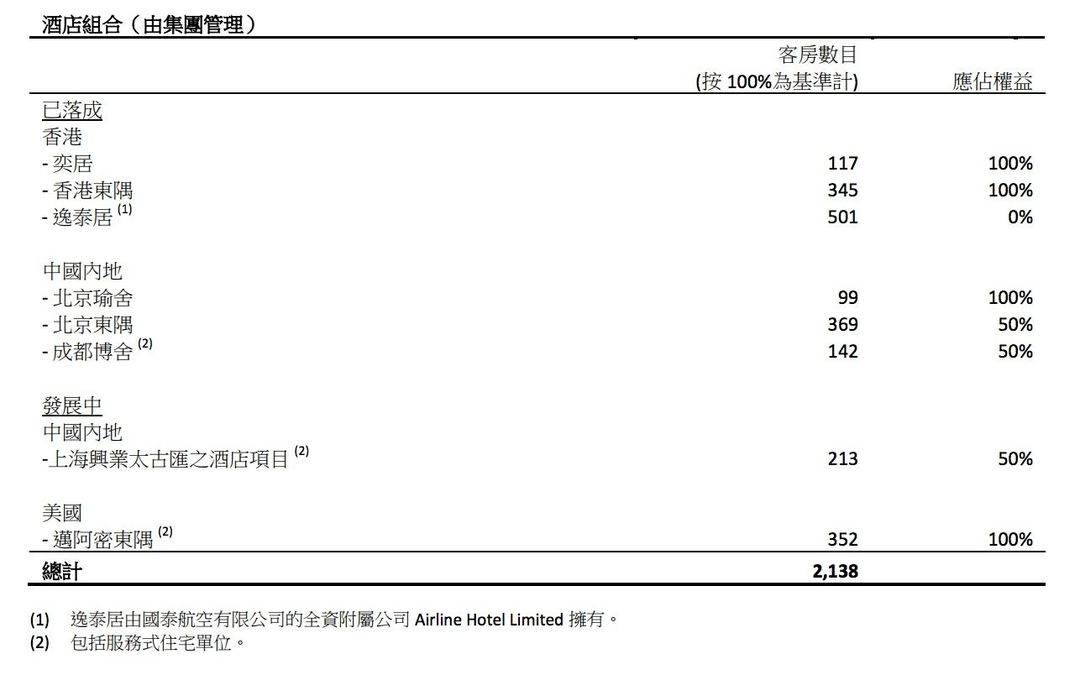 酒店組合（由集團管理）
客房數目
(按 100%為基準計) 應佔權益
已落成
香港
- 奕居 117 100%
- 香港東隅 345 100%
- 逸泰居 (1) 501 0%
中國內地
- 北京瑜舍 99 100%
- 北京東隅 369 50%
- 成都博舍 (2) 142 50%
發展中
中國內地
-上海興業太古匯之酒店項目 (2) 213 50%
美國
- 邁阿密東隅 (2) 352 100%
總計 2,138
(1) 逸泰居由國泰航空有限公司的全資附屬公司 Airline Hotel Limited 擁有。
(2) 包括服務式住宅單位。